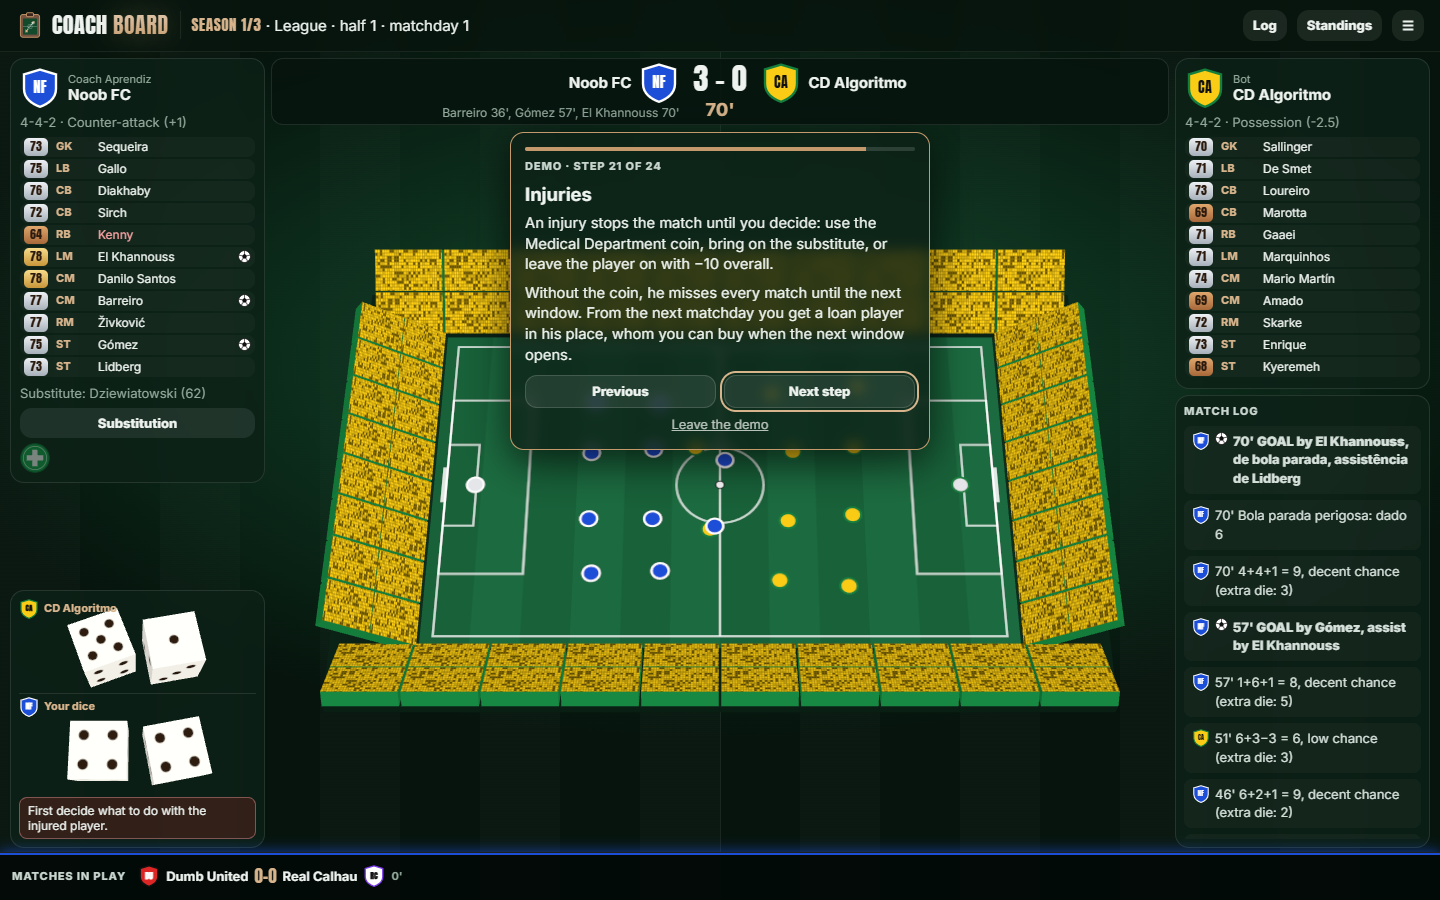 COACH BOARD
SEASON 1/3 · League · half 1 · matchday 1
Log
Standings
NF
Coach Aprendiz
Noob FC
4-4-2 · Counter-attack (+1)
73 GK Sequeira
75 LB Gallo
76 CB Diakhaby
72 CB Sirch
64 RB Kenny
78 LM El Khannouss
78 CM Danilo Santos
77 CM Barreiro
77 RM Živković
75 ST Gómez
73 ST Lidberg
Substitute: Dziewiatowski (62)
Substitution
CA CD Algoritmo
NF Your dice
First decide what to do with the
injured player.
Noob FC NF 3 - 0 CA CD Algoritmo
Barreiro 36', Gómez 57', El Khannouss 70' 70'
DEMO · STEP 21 OF 24
Injuries
An injury stops the match until you decide: use the
Medical Department coin, bring on the substitute, or
leave the player on with −10 overall.
Without the coin, he misses every match until the next
window. From the next matchday you get a loan player
in his place, whom you can buy when the next window
opens.
Previous
Next step
Leave the demo
CA
Bot
CD Algoritmo
4-4-2 · Possession (-2.5)
70 GK Sallinger
71 LB De Smet
73 CB Loureiro
69 CB Marotta
71 RB Gaaei
71 LM Marquinhos
74 CM Mario Martín
69 CM Amado
72 RM Skarke
73 ST Enrique
68 ST Kyeremeh
MATCH LOG
NF 70' GOAL by El Khannouss,
de bola parada, assistência
de Lidberg
NF 70' Bola parada perigosa: dado
6
NF 70' 4+4+1 = 9, decent chance
(extra die: 3)
NF 57' GOAL by Gómez, assist
by El Khannouss
NF 57' 1+6+1 = 8, decent chance
(extra die: 5)
CA 51' 6+3−3 = 6, low chance
(extra die: 3)
NF 46' 6+2+1 = 9, decent chance
(extra die: 2)
MATCHES IN PLAY Dumb United 0-0 Real Calhau RC 0'